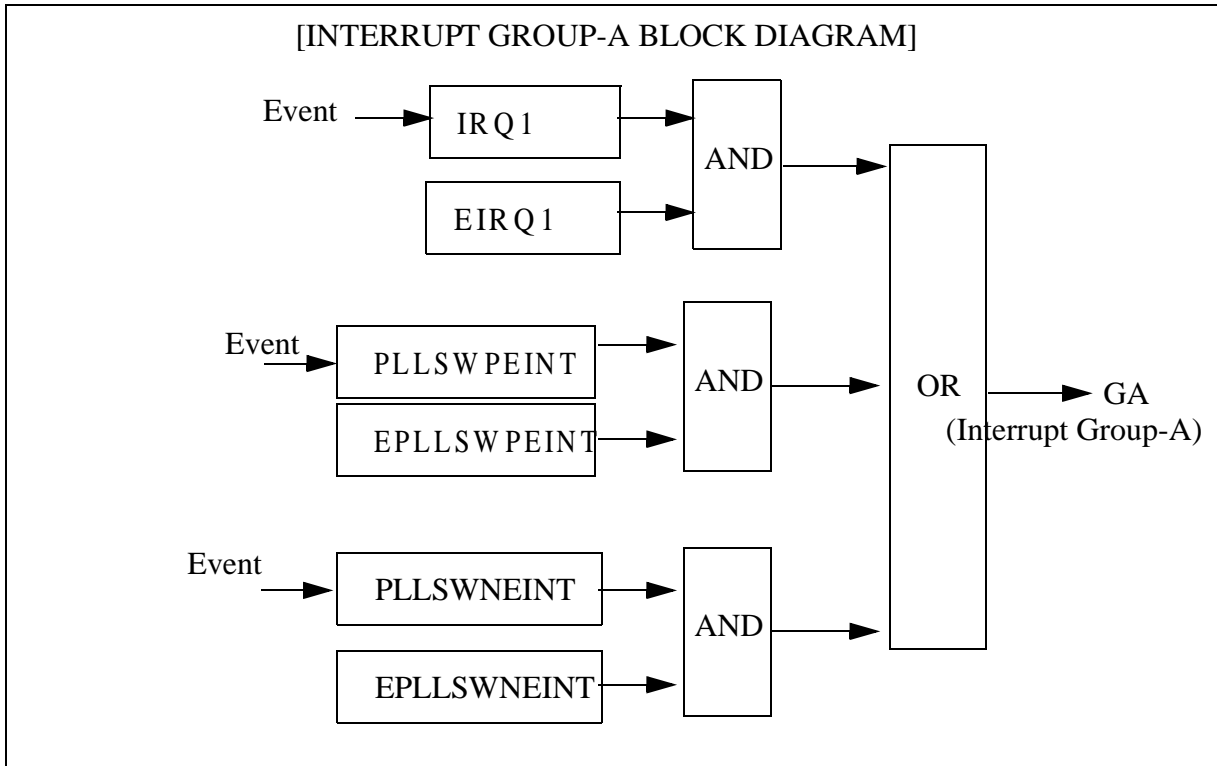 [INTERRUPT GROUP-A BLOCK DIAGRAM]
Event
IRQ1
AND
EIRQ1
Event
PLLSWPEINT
AND
EPLLSWPEINT
OR
GA
(Interrupt Group-A)
Event
PLLSWNEINT
AND
EPLLSWNEINT